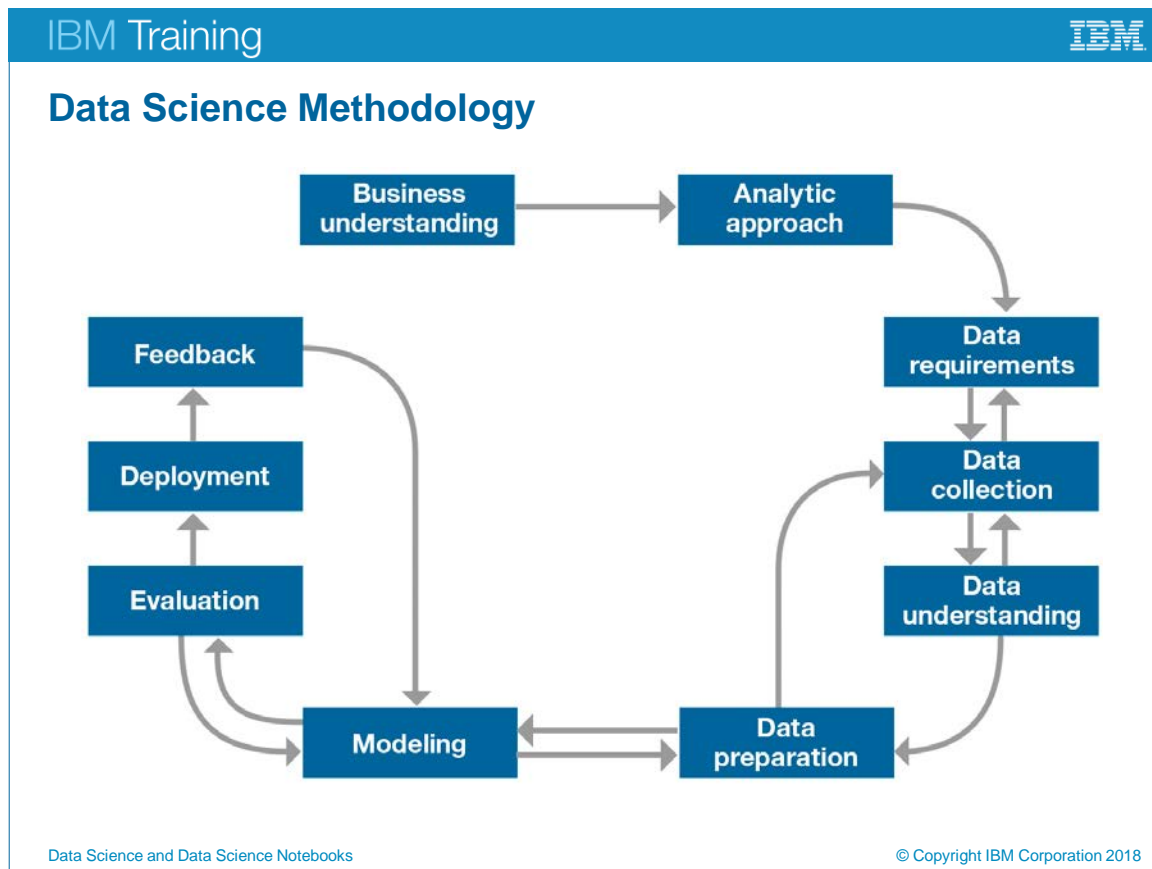 IBM Training
IBM
Data Science Methodology
Business
understanding
Analytic
approach
Feedback
Data
requirements
Deployment
Data
collection
Evaluation
Data
understanding
Modeling
Data
preparation
Data Science and Data Science Notebooks
© Copyright IBM Corporation 2018